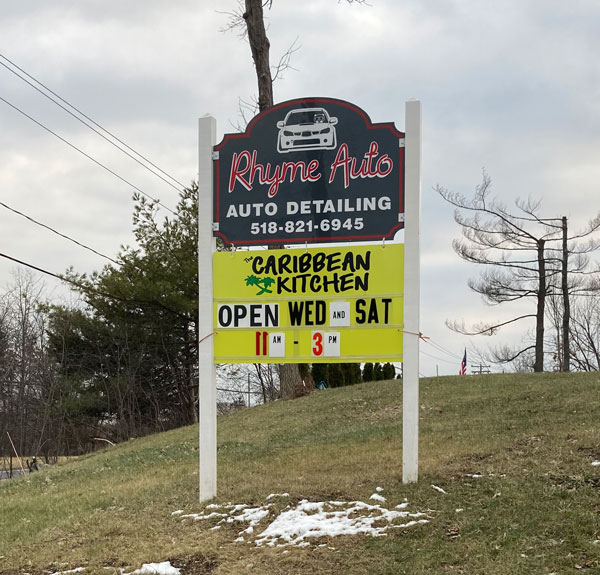 Rhyme Auto
AUTO DETAILING
518-821-6945
The CARIBBEAN
KITCHEN
OPEN WED AND SAT
11 AM - 3 PM